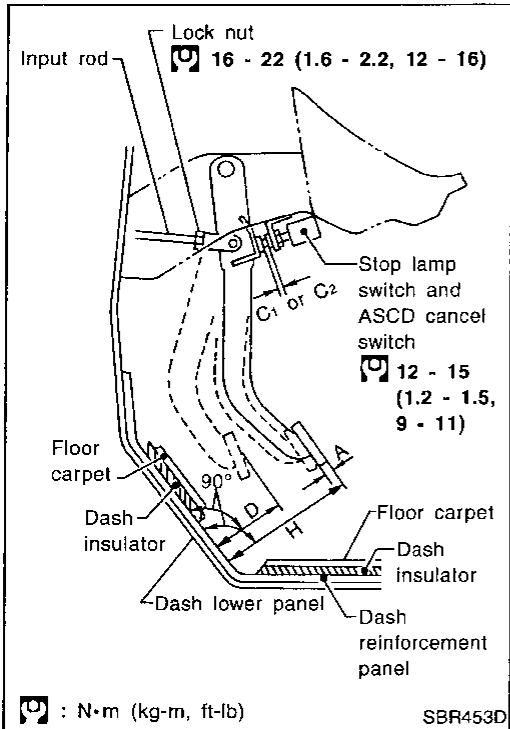 Lock nut
16 - 22 (1.6 - 2.2, 12 - 16)
Input rod
Stop lamp
switch and
ASCD cancel
switch
12 - 15
(1.2 - 1.5,
9 - 11)
C1 or C2
Floor
carpet
90°
A
D
H
Dash
insulator
Floor carpet
Dash
insulator
Dash lower panel
Dash
reinforcement
panel
: N•m (kg-m, ft-lb)
SBR453D